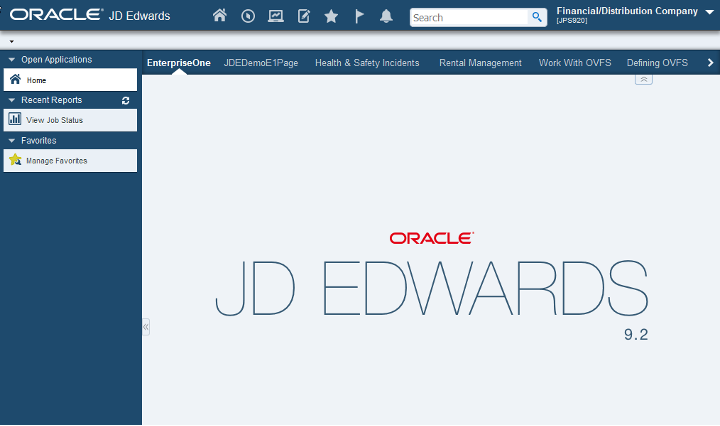 ORACLE JD Edwards
Search
Financial/Distribution Company
[JPS920]
Open Applications
Home
Recent Reports
View Job Status
Favorites
Manage Favorites
EnterpriseOne JDEDemoE1Page Health & Safety Incidents Rental Management Work With OVFS Defining OVFS
ORACLE
JD EDWARDS
9.2